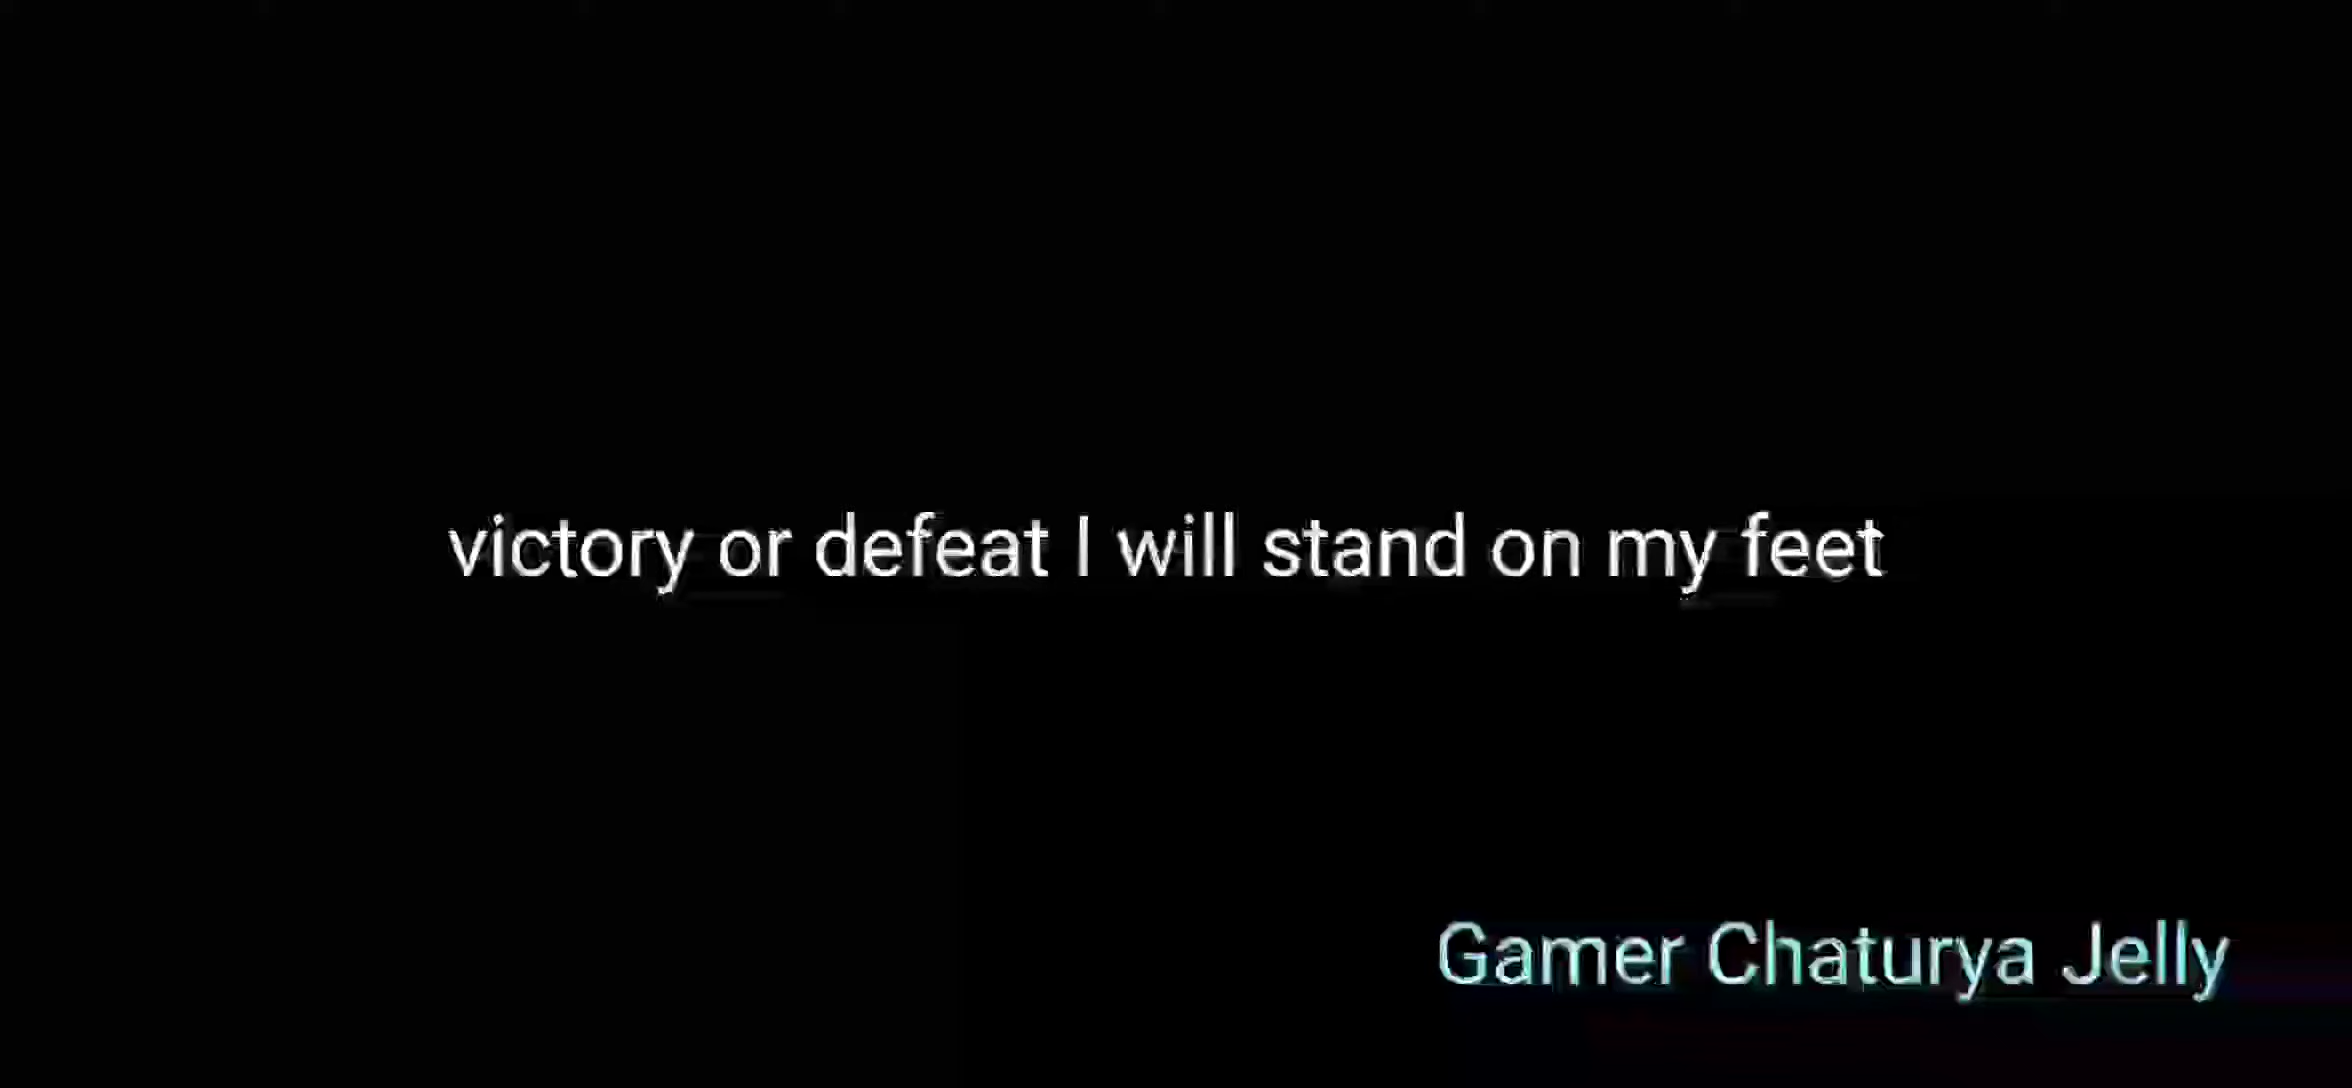 victory or defeat I will stand on my feet
Gamer Chaturya Jelly